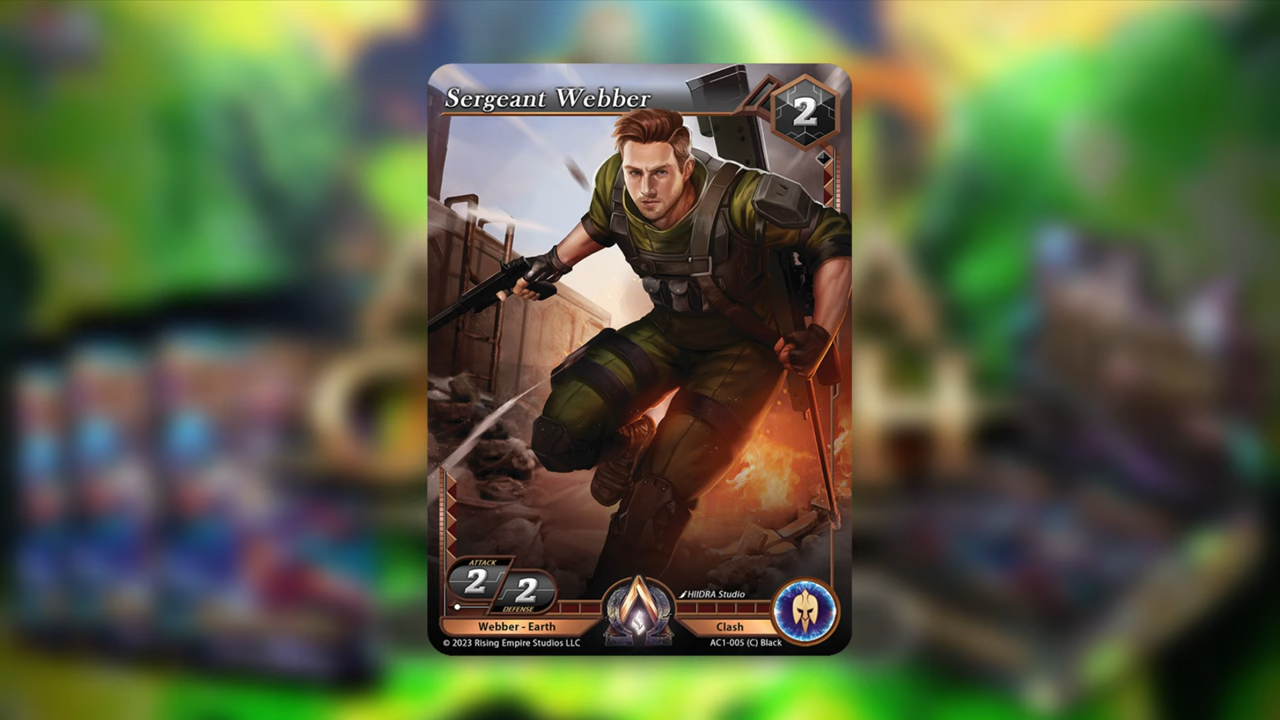 Sergeant Webber
2
ATTACK
2
2
DEFENSE
HIIDRA Studio
Webber - Earth
Clash
© 2023 Rising Empire Studios LLC
AC1-005 (C) Black